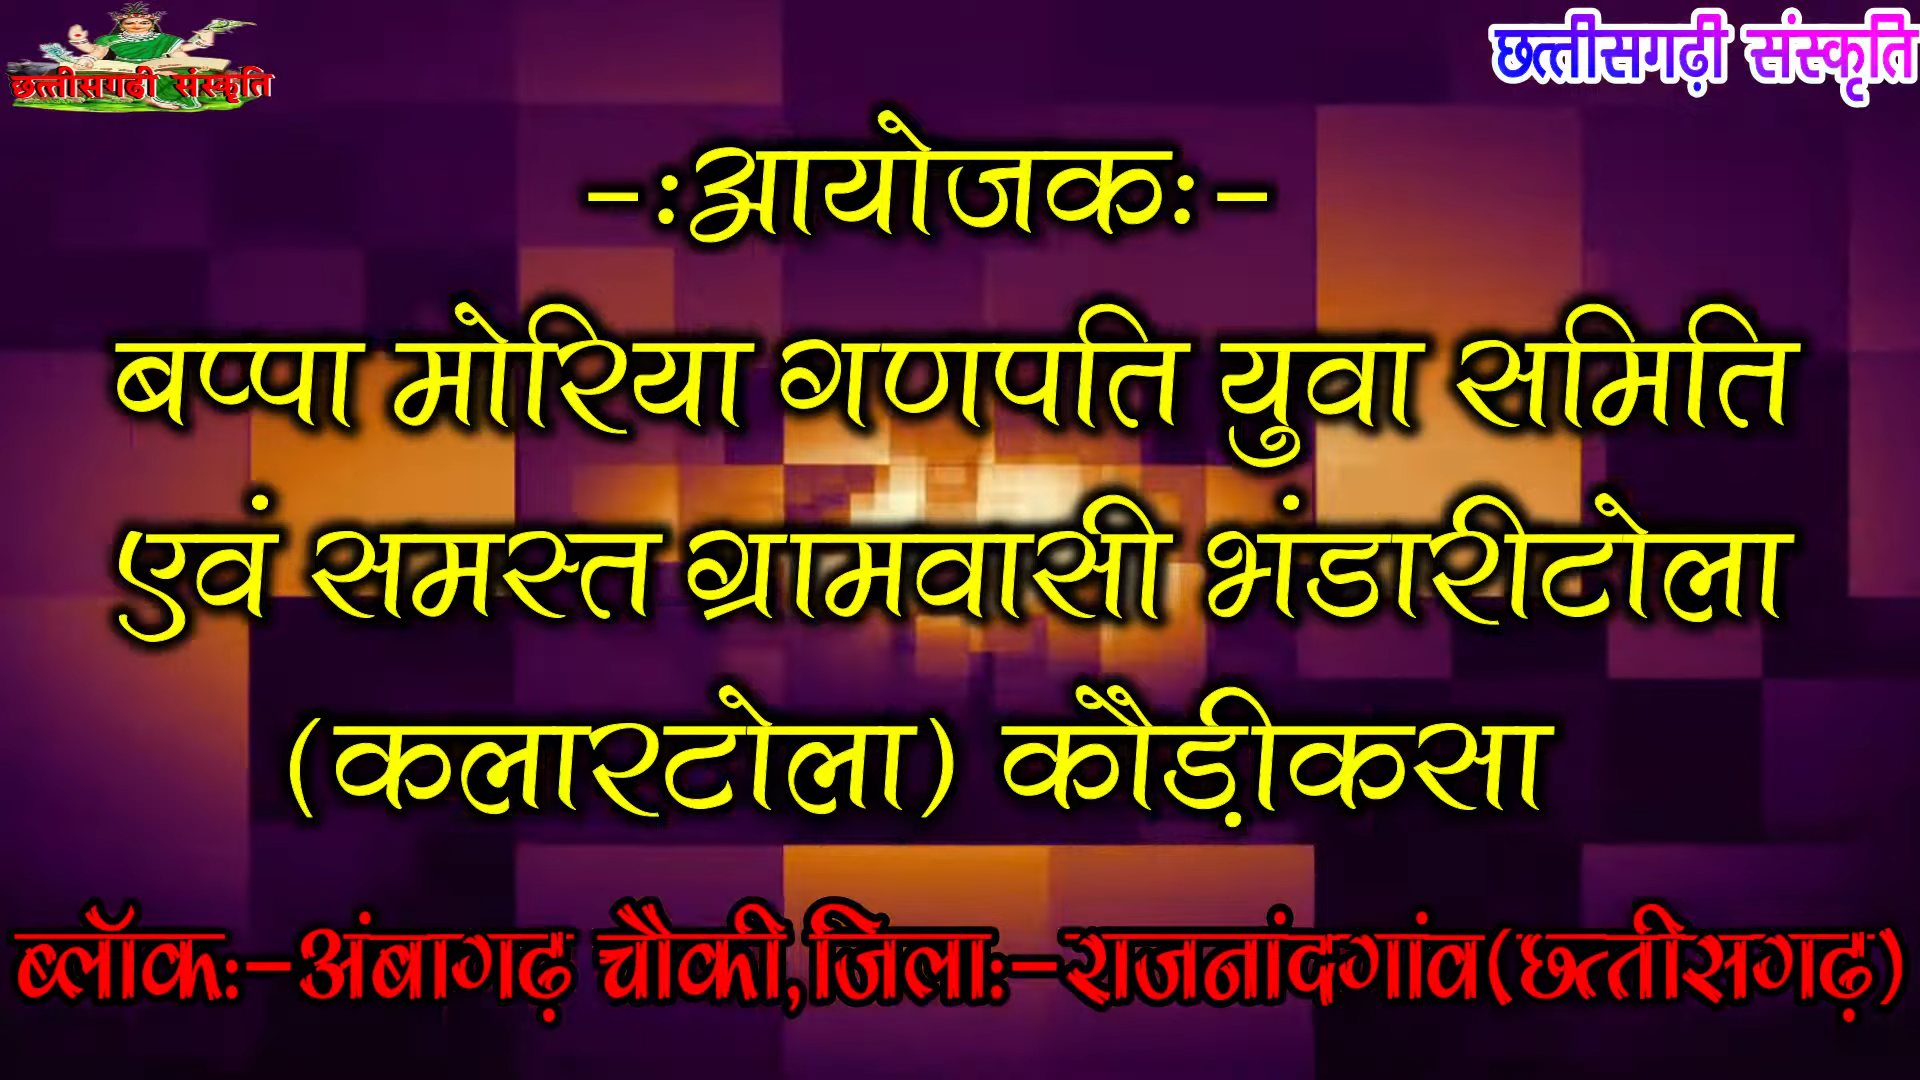 छत्तीसगढ़ी संस्कृति
छत्तीसगढ़ी संस्कृति
-:आयोजक:-
बप्पा मोरिया गणपति युवा समिति
एवं समस्त ग्रामवासी भंडारीटोला
(कलारटोला) कौड़ीकसा
ब्लॉक:-अंबागढ़ चौकी,जिला:-राजनांदगांव(छत्तीसगढ़)